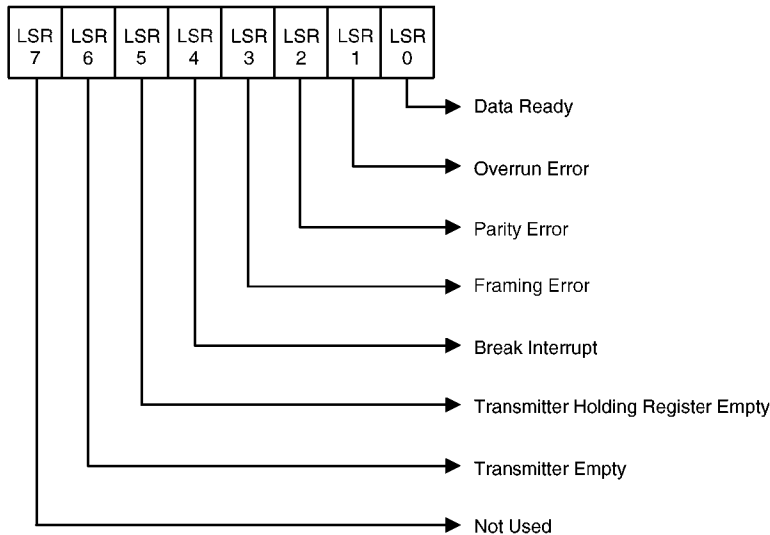 LSR LSR LSR LSR LSR LSR LSR LSR
7 6 5 4 3 2 1 0
Data Ready
Overrun Error
Parity Error
Framing Error
Break Interrupt
Transmitter Holding Register Empty
Transmitter Empty
Not Used